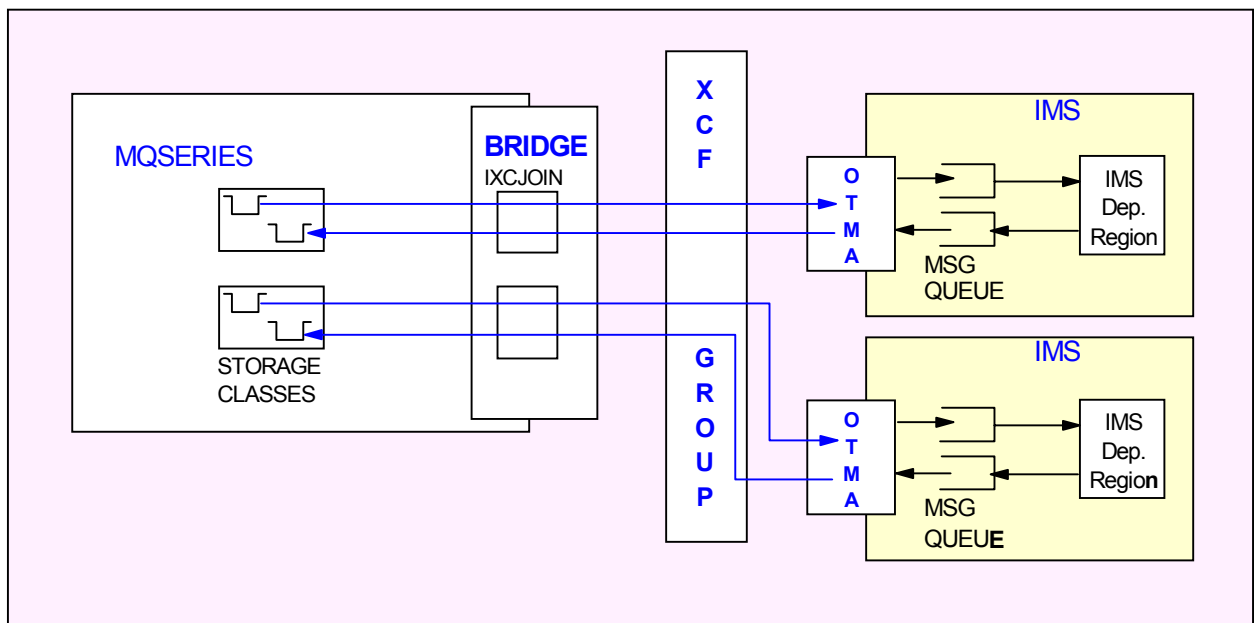 MQSERIES
STORAGE
CLASSES
BRIDGE
IXCJOIN
X
C
F
G
R
O
U
P
IMS
O
T
M
A
MSG
QUEUE
IMS
Dep.
Region
IMS
O
T
M
A
MSG
QUEUE
IMS
Dep.
Region